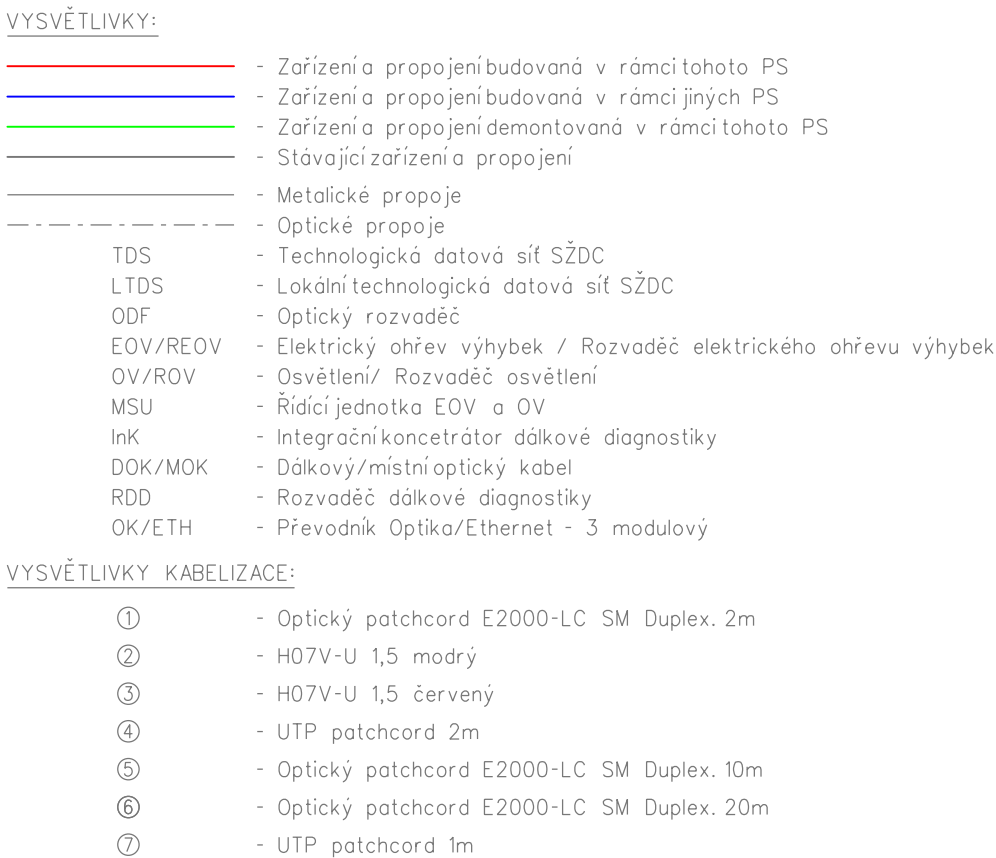 VYSVĚTLIVKY:
- Zařízení a propojení budovaná v rámci tohoto PS
- Zařízení a propojení budovaná v rámci jiných PS
- Zařízení a propojení demontovaná v rámci tohoto PS
- Stávající zařízení a propojení
- Metalické propoje
- Optické propoje
TDS - Technologická datová síť SŽDC
LTDS - Lokální technologická datová síť SŽDC
ODF - Optický rozvaděč
EOV/REOV - Elektrický ohřev výhybek / Rozvaděč elektrického ohřevu výhybek
OV/ROV - Osvětlení/ Rozvaděč osvětlení
MSU - Řídící jednotka EOV a OV
InK - Integrační koncetrátor dálkové diagnostiky
DOK/MOK - Dálkový/místní optický kabel
RDD - Rozvaděč dálkové diagnostiky
OK/ETH - Převodník Optika/Ethernet - 3 modulový
VYSVĚTLIVKY KABELIZACE:
① - Optický patchcord E2000-LC SM Duplex. 2m
② - H07V-U 1,5 modrý
③ - H07V-U 1,5 červený
④ - UTP patchcord 2m
⑤ - Optický patchcord E2000-LC SM Duplex. 10m
⑥ - Optický patchcord E2000-LC SM Duplex. 20m
⑦ - UTP patchcord 1m